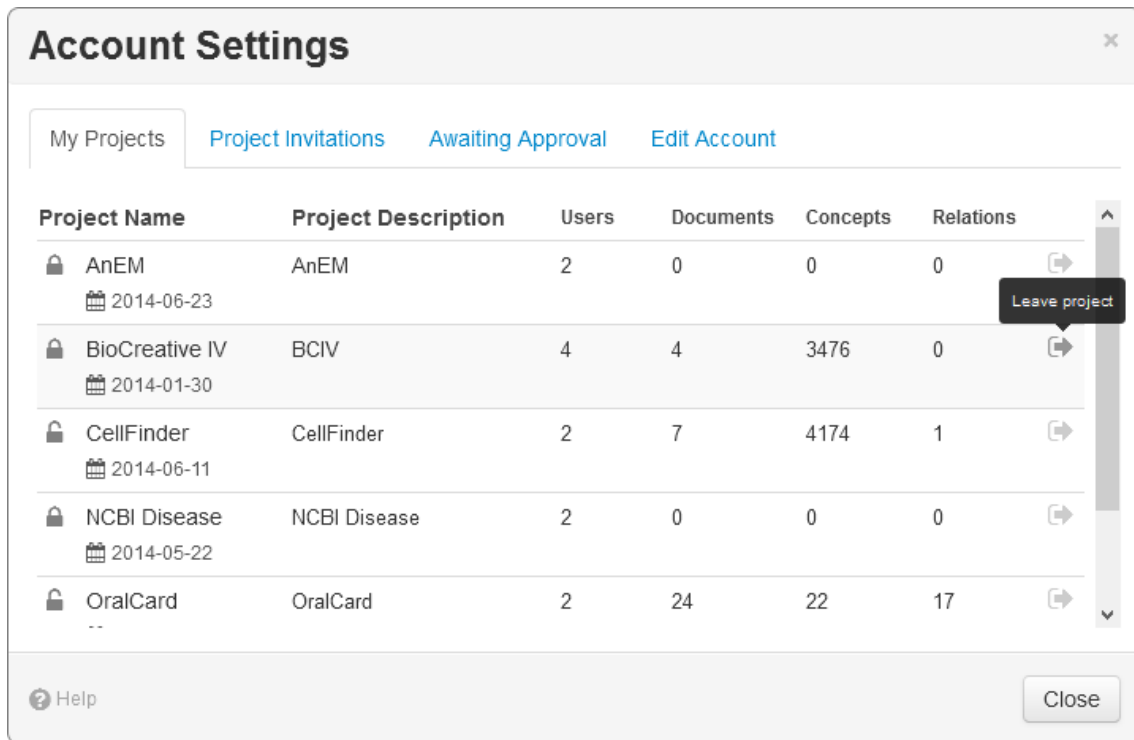 Account Settings
×
My Projects Project Invitations Awaiting Approval Edit Account
Project Name Project Description Users Documents Concepts Relations
AnEM AnEM 2 0 0 0
2014-06-23
Leave project
BioCreative IV BCIV 4 4 3476 0
2014-01-30
CellFinder CellFinder 2 7 4174 1
2014-06-11
NCBI Disease NCBI Disease 2 0 0 0
2014-05-22
OralCard OralCard 2 24 22 17
Help
Close